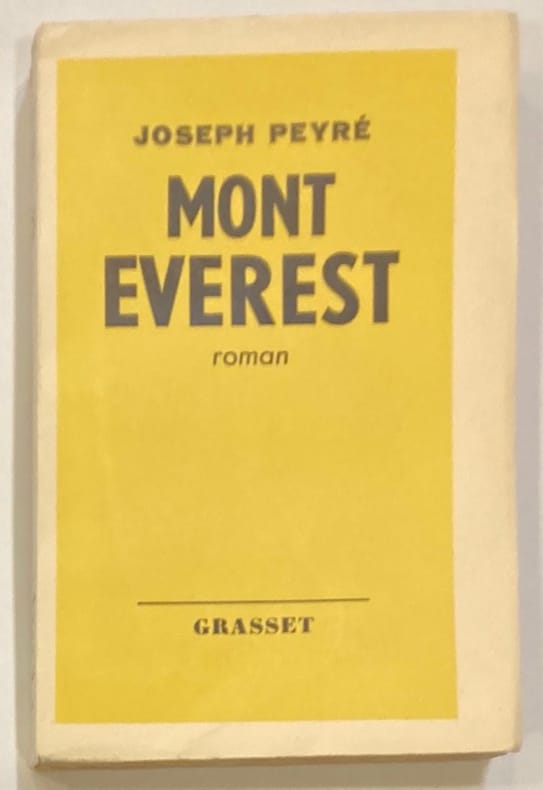 JOSEPH PEYRÉ
MONT
EVEREST
roman
GRASSET